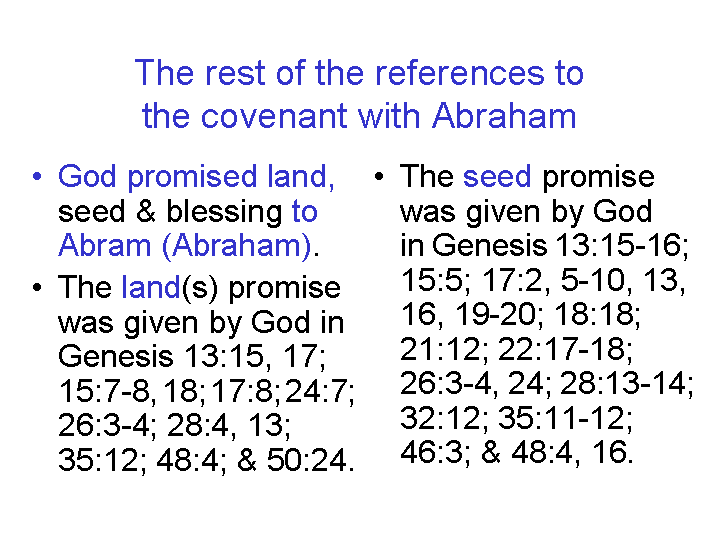 The rest of the references to
the covenant with Abraham
• God promised land,
seed & blessing to
Abram (Abraham).
• The land(s) promise
was given by God in
Genesis 13:15, 17;
15:7-8, 18; 17:8; 24:7;
26:3-4; 28:4, 13;
35:12; 48:4; & 50:24.
• The seed promise
was given by God
in Genesis 13:15-16;
15:5; 17:2, 5-10, 13,
16, 19-20; 18:18;
21:12; 22:17-18;
26:3-4, 24; 28:13-14;
32:12; 35:11-12;
46:3; & 48:4, 16.